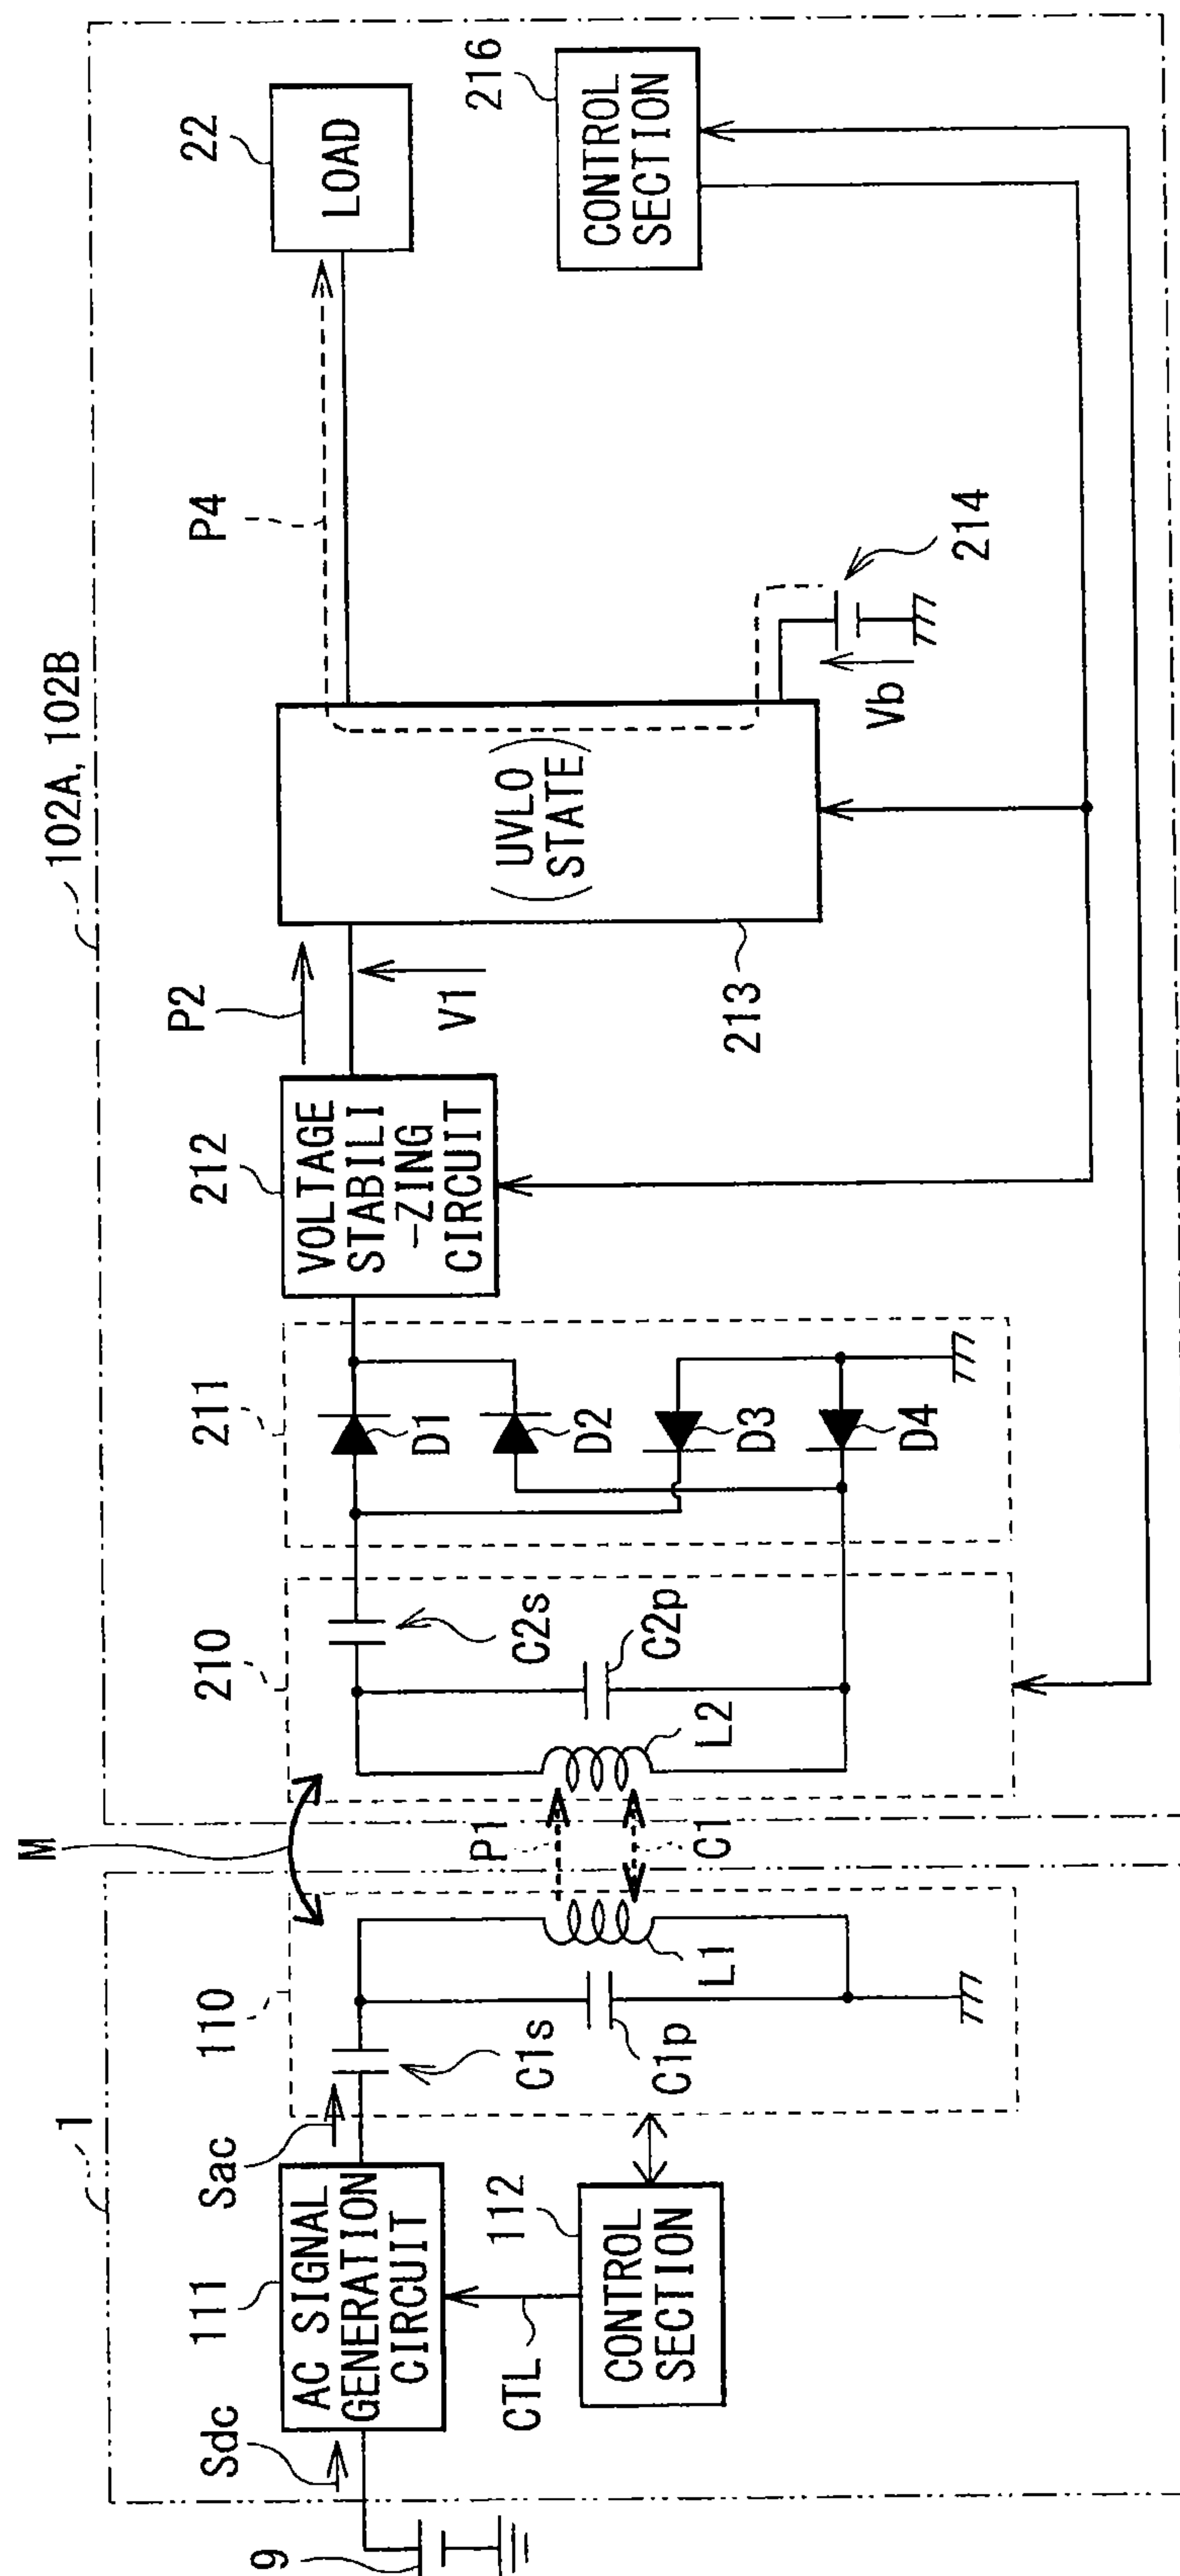 1
9
Sdc
111
AC SIGNAL
GENERATION
CIRCUIT
Sac
CTL
112
CONTROL
SECTION
110
C1s
C1p
L1
M
P1
C1
102A, 102B
210
C2s
C2p
L2
211
D1
D2
D3
D4
212
VOLTAGE
STABILI
-ZING
CIRCUIT
P2
V1
213
(UVLO
STATE)
P4
Vb
214
22
LOAD
216
CONTROL
SECTION